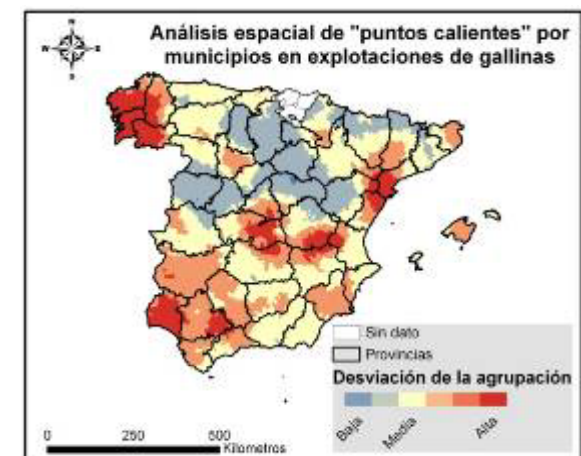 Análisis espacial de "puntos calientes" por
municipios en explotaciones de gallinas
N
W
E
S
Sin dato
Provincias
Desviación de la agrupación
Baja
Media
Alta
0
250
500
Kilometros